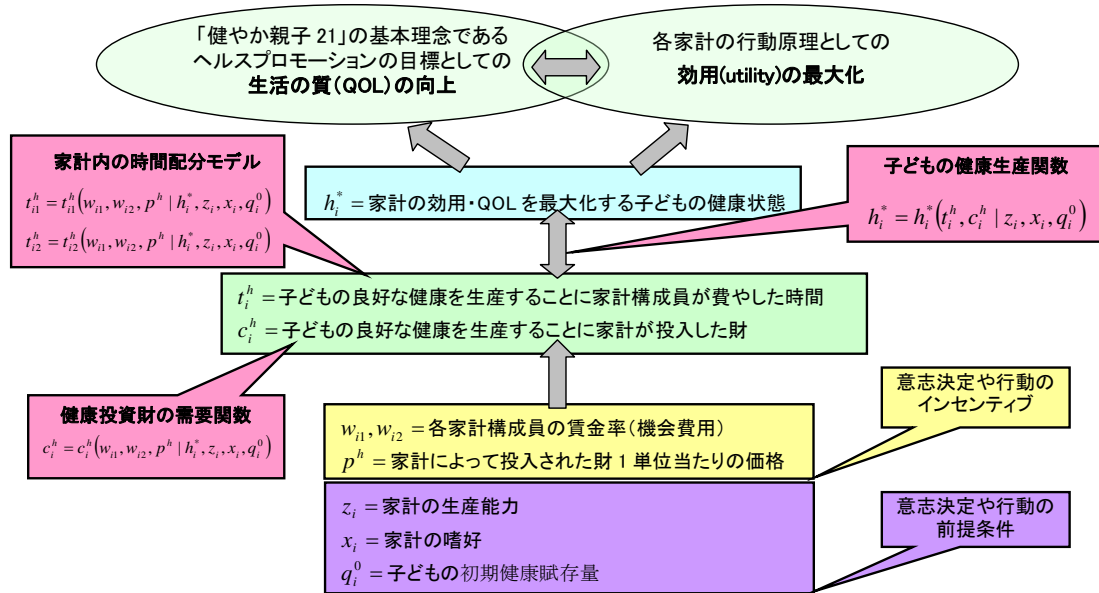 「健やか親子 21」の基本理念である
ヘルスプロモーションの目標としての
生活の質(QOL)の向上
各家計の行動原理としての
効用(utility)の最大化
家計内の時間配分モデル
t_{i1}^h = t_{i1}^h(w_{i1}, w_{i2}, p^h | h_i^*, z_i, x_i, q_i^0)
t_{i2}^h = t_{i2}^h(w_{i1}, w_{i2}, p^h | h_i^*, z_i, x_i, q_i^0)
h_i^* =家計の効用・QOL を最大化する子どもの健康状態
子どもの健康生産関数
h_i^* = h_i^*(t_i^h, c_i^h | z_i, x_i, q_i^0)
t_i^h =子どもの良好な健康を生産することに家計構成員が費やした時間
c_i^h =子どもの良好な健康を生産することに家計が投入した財
健康投資財の需要関数
c_i^h = c_i^h(w_{i1}, w_{i2}, p^h | h_i^*, z_i, x_i, q_i^0)
w_{i1}, w_{i2} =各家計構成員の賃金率(機会費用)
p^h =家計によって投入された財 1 単位当たりの価格
意志決定や行動の
インセンティブ
z_i =家計の生産能力
x_i =家計の嗜好
q_i^0 =子どもの初期健康賦存量
意志決定や行動の
前提条件